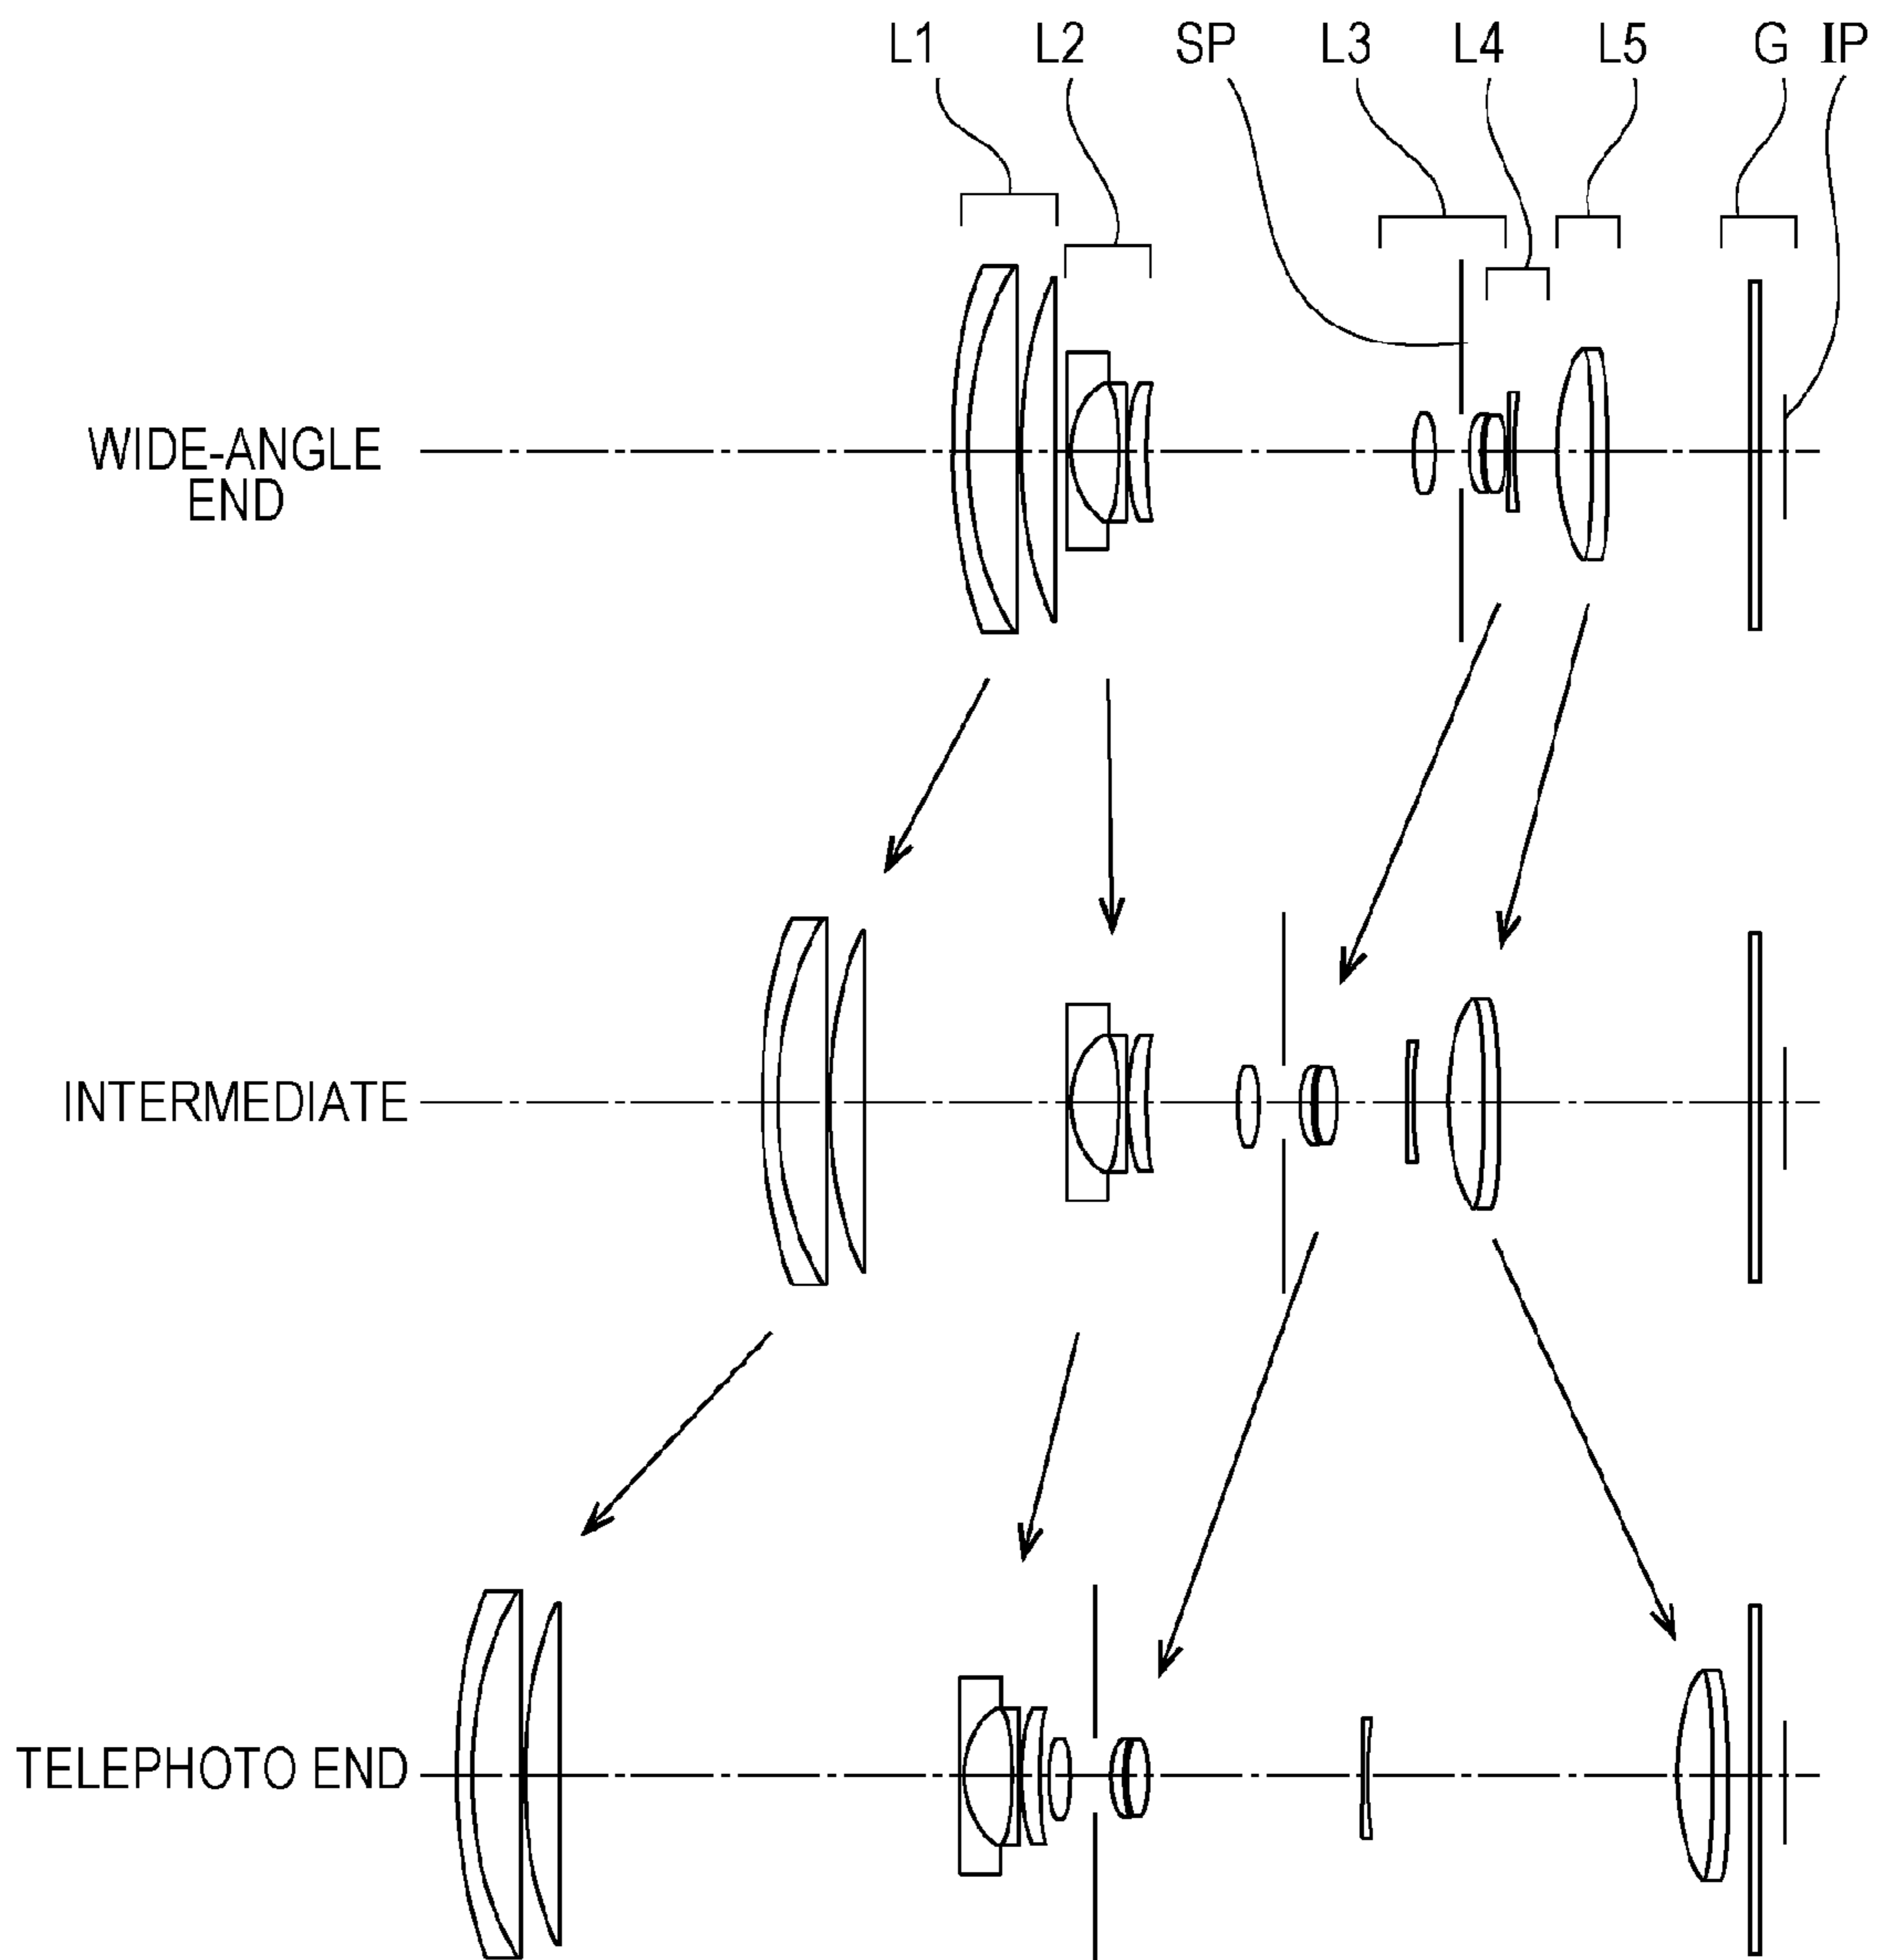 L1 L2 SP L3 L4 L5 G IP
WIDE-ANGLE
END
INTERMEDIATE
TELEPHOTO END